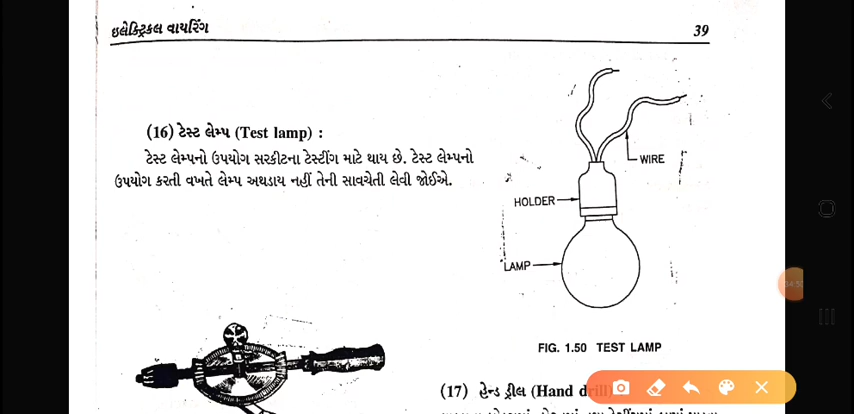 ઇલેક્ટ્રિકલ વાયરિંગ
39
(16) ટેસ્ટ લેમ્પ (Test lamp) :
ટેસ્ટ લેમ્પનો ઉપયોગ સરકીટના ટેસ્ટીંગ માટે થાય છે. ટેસ્ટ લેમ્પનો
ઉપયોગ કરતી વખતે લેમ્પ અથડાય નહીં તેની સાવચેતી લેવી જોઈએ.
WIRE
HOLDER
LAMP
FIG. 1.50 TEST LAMP
(17) હેન્ડ ડ્રીલ (Hand drill)